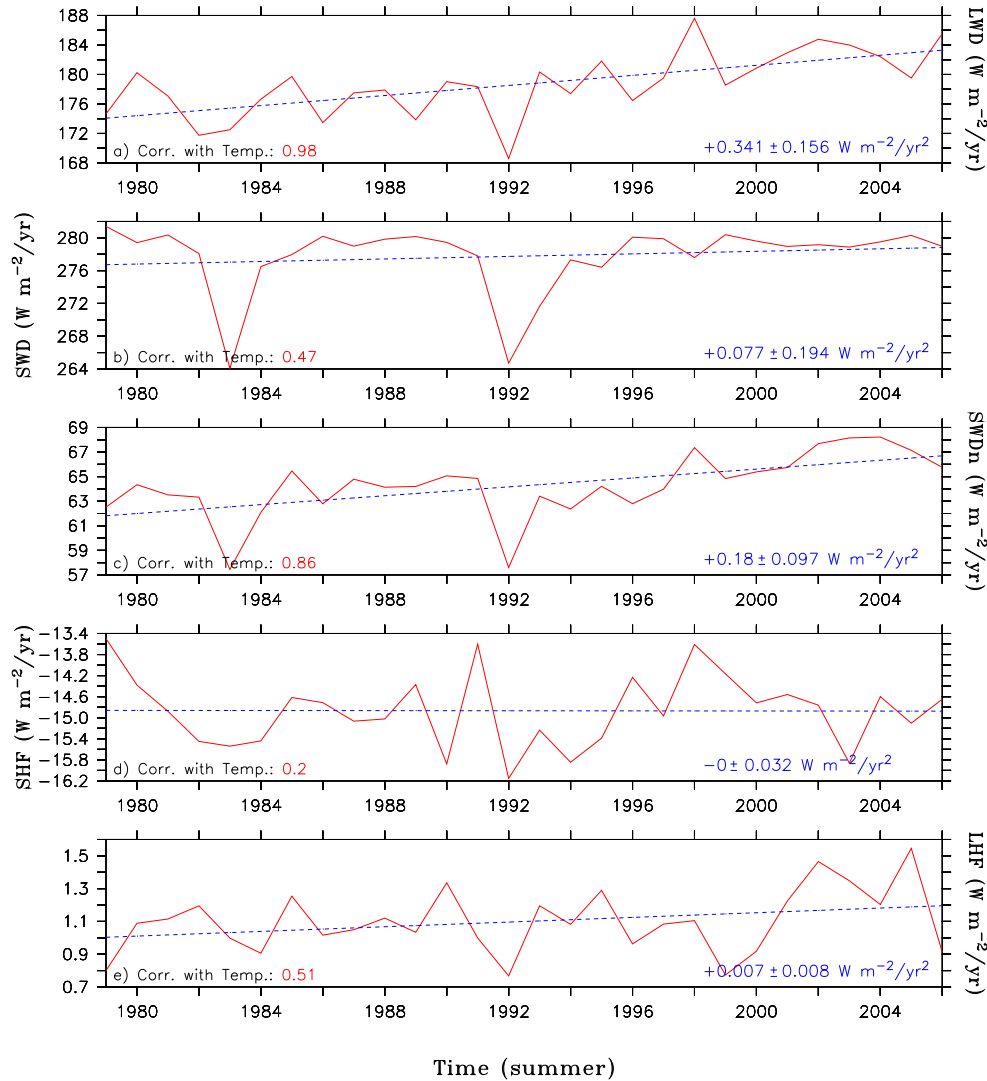 188
184
180
176
172
168
LWD (W m−2/yr)
a) Corr. with Temp.: 0.98
+0.341 ± 0.156 W m−2/yr2
1980 1984 1988 1992 1996 2000 2004
SWD (W m−2/yr)
280
276
272
268
264
b) Corr. with Temp.: 0.47
+0.077 ± 0.194 W m−2/yr2
1980 1984 1988 1992 1996 2000 2004
69
67
65
63
61
59
57
SWDn (W m−2/yr)
c) Corr. with Temp.: 0.86
+0.18 ± 0.097 W m−2/yr2
1980 1984 1988 1992 1996 2000 2004
SHF (W m−2/yr)
−13.4
−13.8
−14.2
−14.6
−15.0
−15.4
−15.8
−16.2
d) Corr. with Temp.: 0.2
−0 ± 0.032 W m−2/yr2
1980 1984 1988 1992 1996 2000 2004
1.5
1.3
1.1
0.9
0.7
LHF (W m−2/yr)
e) Corr. with Temp.: 0.51
+0.007 ± 0.008 W m−2/yr2
1980 1984 1988 1992 1996 2000 2004
Time (summer)